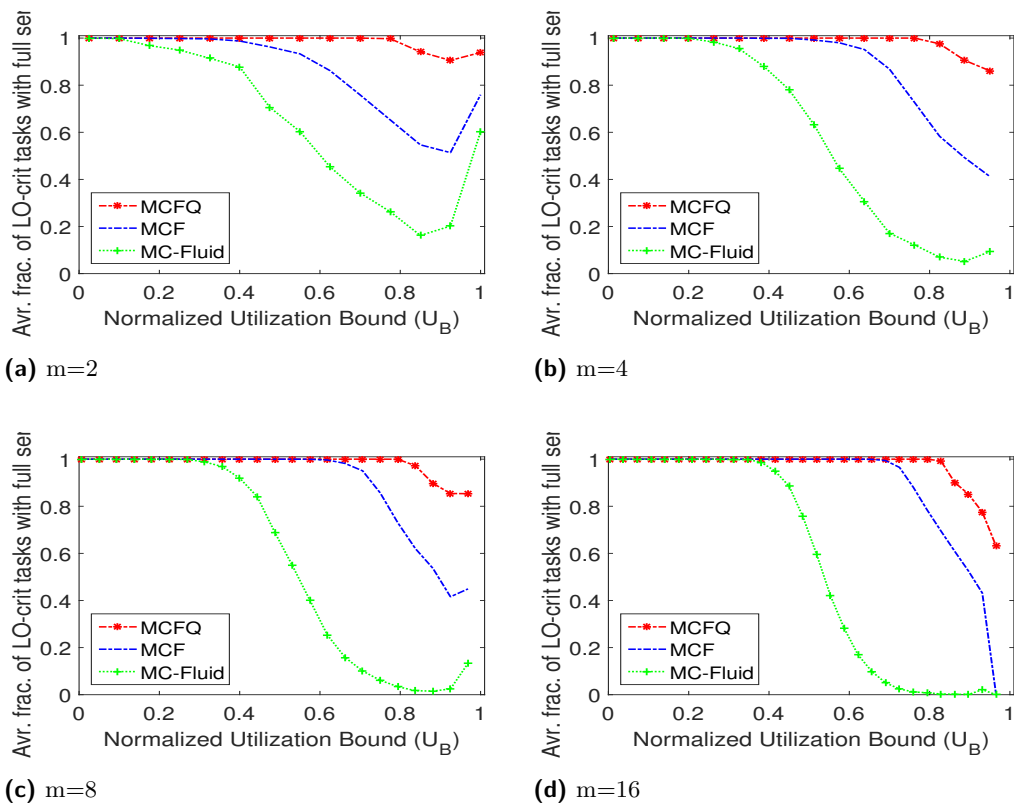 Avr. frac. of LO-crit tasks with full ser
1
0.8
0.6
0.4
0.2
0
0 0.2 0.4 0.6 0.8 1
MCFQ
MCF
MC-Fluid
Normalized Utilization Bound (U_B)
(a) m=2
Avr. frac. of LO-crit tasks with full ser
1
0.8
0.6
0.4
0.2
0
0 0.2 0.4 0.6 0.8 1
MCFQ
MCF
MC-Fluid
Normalized Utilization Bound (U_B)
(b) m=4
Avr. frac. of LO-crit tasks with full ser
1
0.8
0.6
0.4
0.2
0
0 0.2 0.4 0.6 0.8 1
MCFQ
MCF
MC-Fluid
Normalized Utilization Bound (U_B)
(c) m=8
Avr. frac. of LO-crit tasks with full ser
1
0.8
0.6
0.4
0.2
0
0 0.2 0.4 0.6 0.8 1
MCFQ
MCF
MC-Fluid
Normalized Utilization Bound (U_B)
(d) m=16